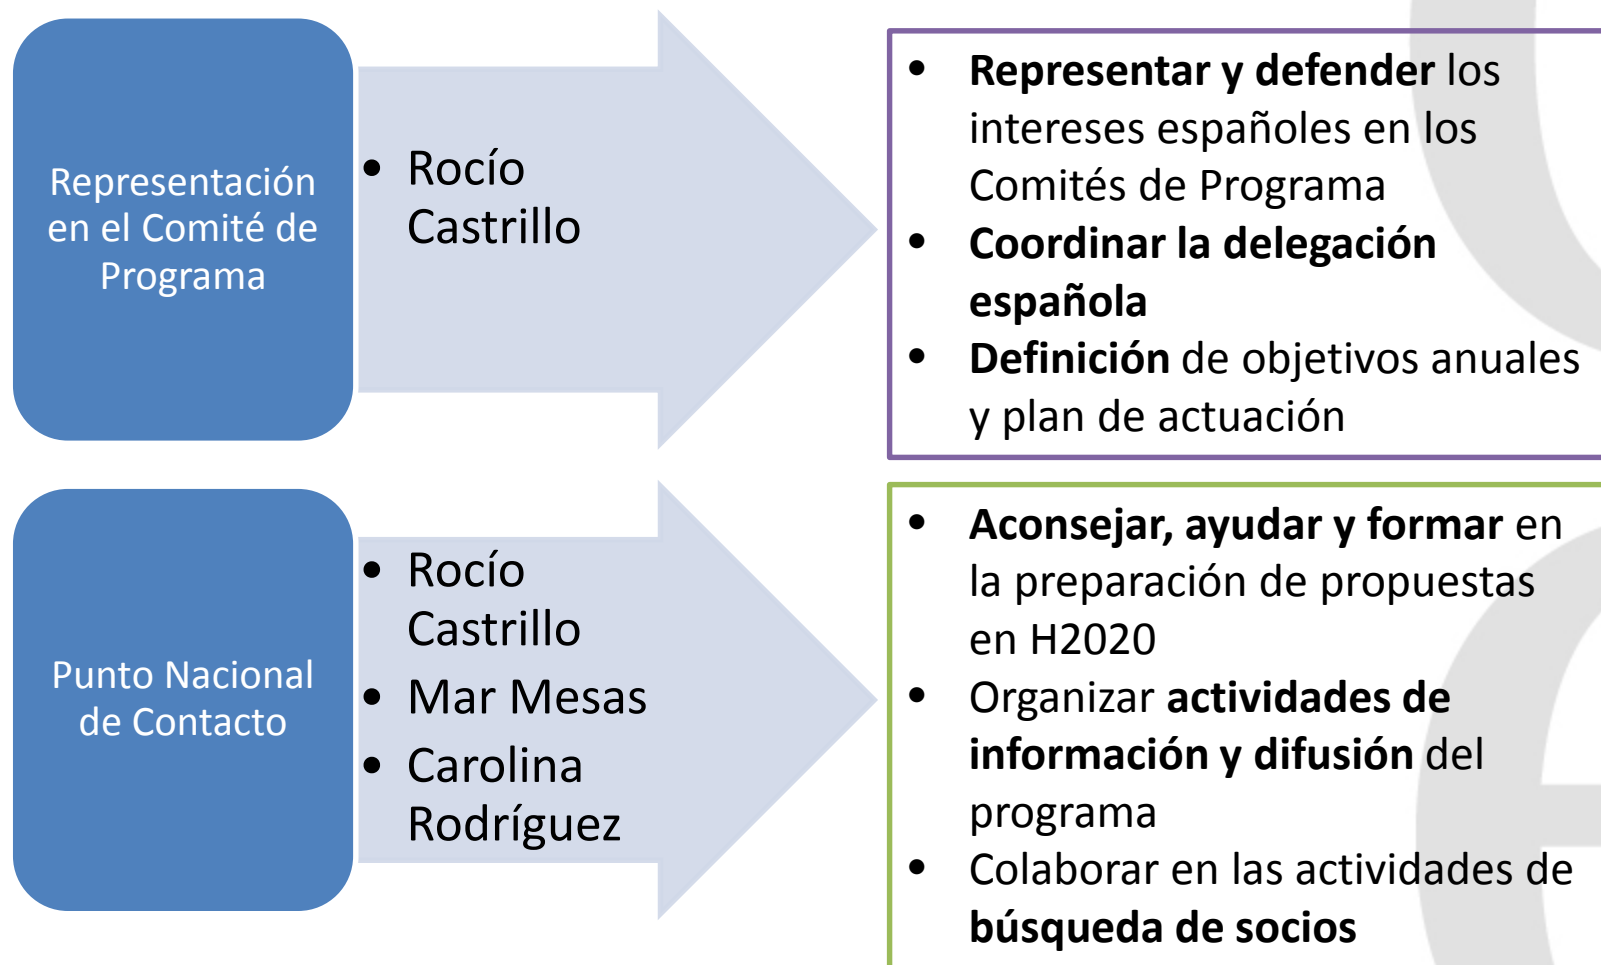 Representación
en el Comité de
Programa
• Rocío
Castrillo
• Representar y defender los
intereses españoles en los
Comités de Programa
• Coordinar la delegación
española
• Definición de objetivos anuales
y plan de actuación
Punto Nacional
de Contacto
• Rocío
Castrillo
• Mar Mesas
• Carolina
Rodríguez
• Aconsejar, ayudar y formar en
la preparación de propuestas
en H2020
• Organizar actividades de
información y difusión del
programa
• Colaborar en las actividades de
búsqueda de socios